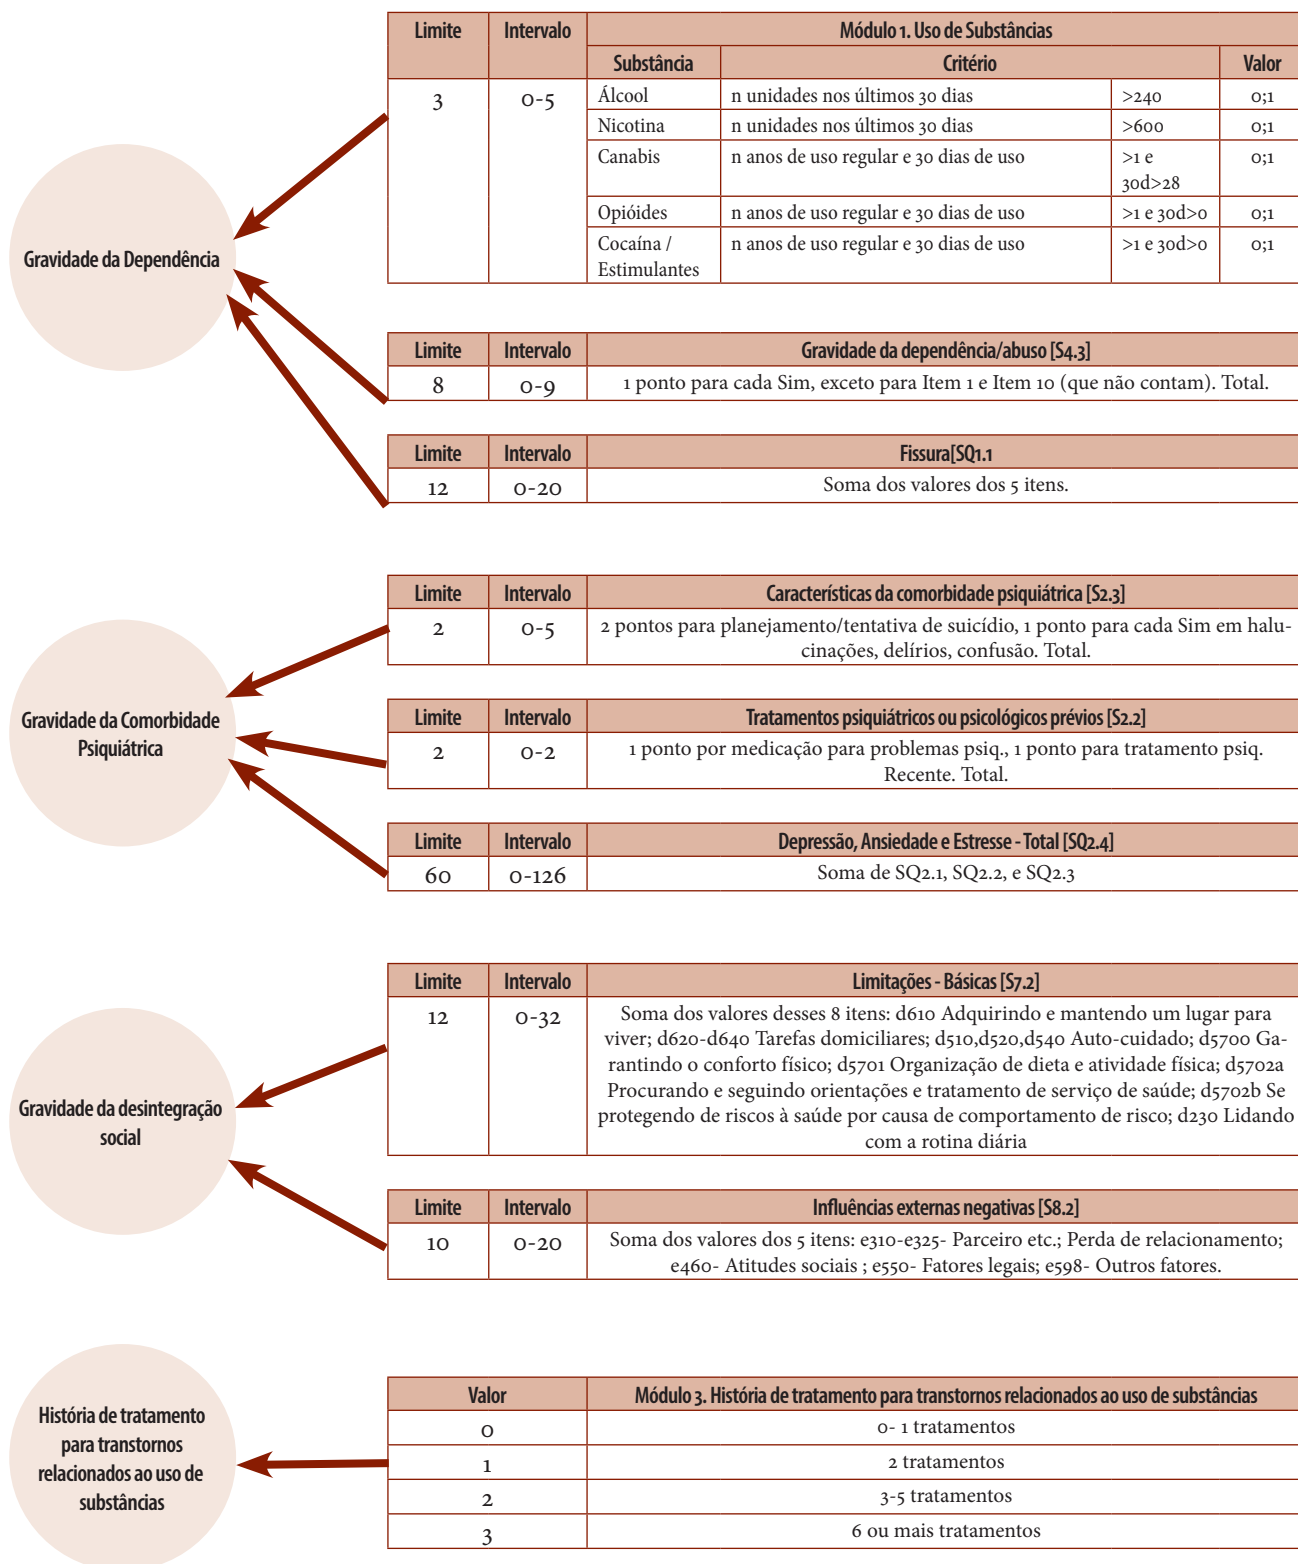 Limite Intervalo Módulo 1. Uso de Substâncias
Substância Critério Valor
3 0-5 Álcool n unidades nos últimos 30 dias >240 0;1
Nicotina n unidades nos últimos 30 dias >600 0;1
Canabis n anos de uso regular e 30 dias de uso >1 e 0;1
30d>28
Opióides n anos de uso regular e 30 dias de uso >1 e 30d>0 0;1
Cocaína / n anos de uso regular e 30 dias de uso >1 e 30d>0 0;1
Estimulantes
Gravidade da Dependência
Limite Intervalo Gravidade da dependência/abuso [S4.3]
8 0-9 1 ponto para cada Sim, exceto para Item 1 e Item 10 (que não contam). Total.
Limite Intervalo Fissura[SQ1.1
12 0-20 Soma dos valores dos 5 itens.
Limite Intervalo Características da comorbidade psiquiátrica [S2.3]
2 0-5 2 pontos para planejamento/tentativa de suicídio, 1 ponto para cada Sim em halu-
cinações, delírios, confusão. Total.
Gravidade da Comorbidade
Psiquiátrica
Limite Intervalo Tratamentos psiquiátricos ou psicológicos prévios [S2.2]
2 0-2 1 ponto por medicação para problemas psiq., 1 ponto para tratamento psiq.
Recente. Total.
Limite Intervalo Depressão, Ansiedade e Estresse - Total [SQ2.4]
60 0-126 Soma de SQ2.1, SQ2.2, e SQ2.3
Limite Intervalo Limitações - Básicas [S7.2]
12 0-32 Soma dos valores desses 8 itens: d610 Adquirindo e mantendo um lugar para
viver; d620-d640 Tarefas domiciliares; d510,d520,d540 Auto-cuidado; d5700 Ga-
rantindo o conforto físico; d5701 Organização de dieta e atividade física; d5702a
Procurando e seguindo orientações e tratamento de serviço de saúde; d5702b Se
protegendo de riscos à saúde por causa de comportamento de risco; d230 Lidando
com a rotina diária
Gravidade da desintegração
social
Limite Intervalo Influências externas negativas [S8.2]
10 0-20 Soma dos valores dos 5 itens: e310-e325- Parceiro etc.; Perda de relacionamento;
e460- Atitudes sociais ; e550- Fatores legais; e598- Outros fatores.
História de tratamento
para transtornos
relacionados ao uso de
substâncias
Valor Módulo 3. História de tratamento para transtornos relacionados ao uso de substâncias
0 0- 1 tratamentos
1 2 tratamentos
2 3-5 tratamentos
3 6 ou mais tratamentos